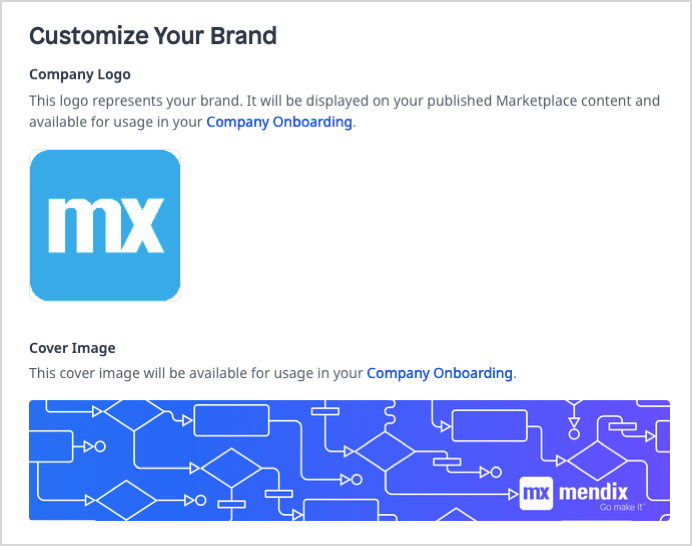 Customize Your Brand
Company Logo
This logo represents your brand. It will be displayed on your published Marketplace content and
available for usage in your Company Onboarding.
mx
Cover Image
This cover image will be available for usage in your Company Onboarding.
mx mendix
Go make it